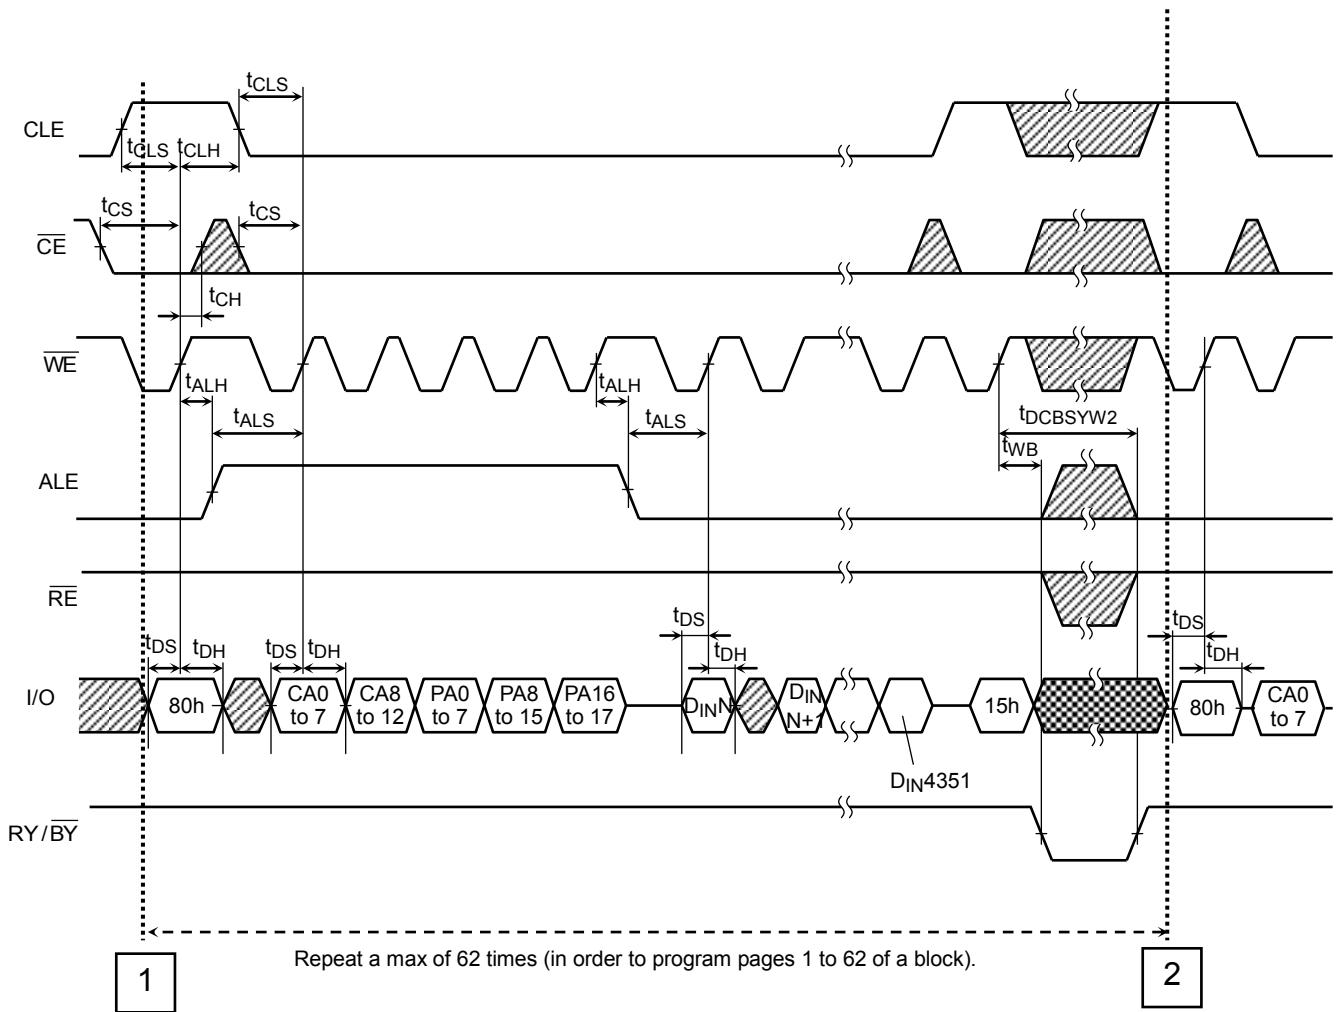 tCLS
CLE
tCLS tCLH
tCS tCS
CE
tCH
WE
tALH tALH
tALS tALS
tDCBSYW2
tWB
ALE
RE
tDS tDH tDS tDH
tDS
tDH
tDS
tDH
I/O
80h
CA0 to 7
CA8 to 12
PA0 to 7
PA8 to 15
PA16 to 17
DINN
DIN N+1
15h
80h
CA0 to 7
DIN4351
RY/BY
Repeat a max of 62 times (in order to program pages 1 to 62 of a block).
1
2